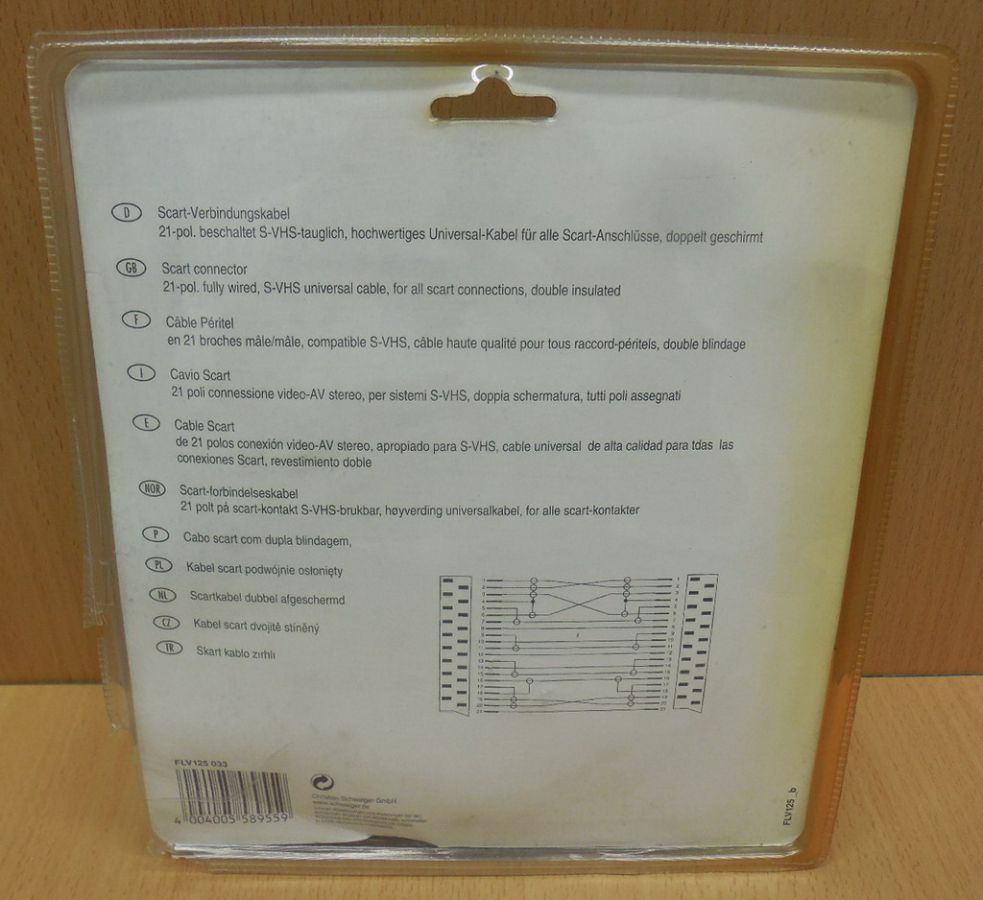 D Scart-Verbindungskabel
21-pol. beschaltet S-VHS-tauglich, hochwertiges Universal-Kabel für alle Scart-Anschlüsse, doppelt geschirmt
GB Scart connector
21-pol. fully wired, S-VHS universal cable, for all scart connections, double insulated
F Câble Péritel
en 21 broches mâle/mâle, compatible S-VHS, câble haute qualité pour tous raccord-péritels, double blindage
I Cavio Scart
21 poli connessione video-AV stereo, per sistemi S-VHS, doppia schermatura, tutti poli assegnati
E Cable Scart
de 21 polos conexión video-AV stereo, apropiado para S-VHS, cable universal de alta calidad para tdas las
conexiones Scart, revestimiento doble
NOR Scart-forbindelseskabel
21 polt på scart-kontakt S-VHS-brukbar, høyverding universalkabel, for alle scart-kontakter
P Cabo scart com dupla blindagem,
PL Kabel scart podwójnie osłonięty
NL Scartkabel dubbel afgeschermd
CZ Kabel scart dvojitě stíněný
TR Skart kablo zırhlı
FLV125 033
4 004005 589559
Christian Schwaiger GmbH
www.schwaiger.de
FLV125_b